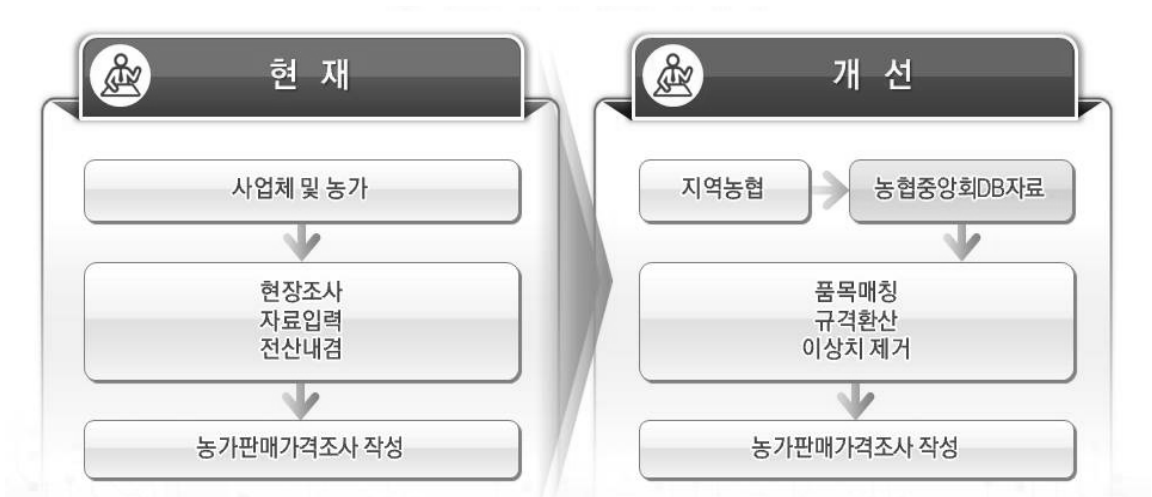 현 재
사업체 및 농가
현장조사
자료입력
전산내검
농가판매가격조사 작성
개 선
지역농협
농협중앙회DB자료
품목매칭
규격환산
이상치 제거
농가판매가격조사 작성